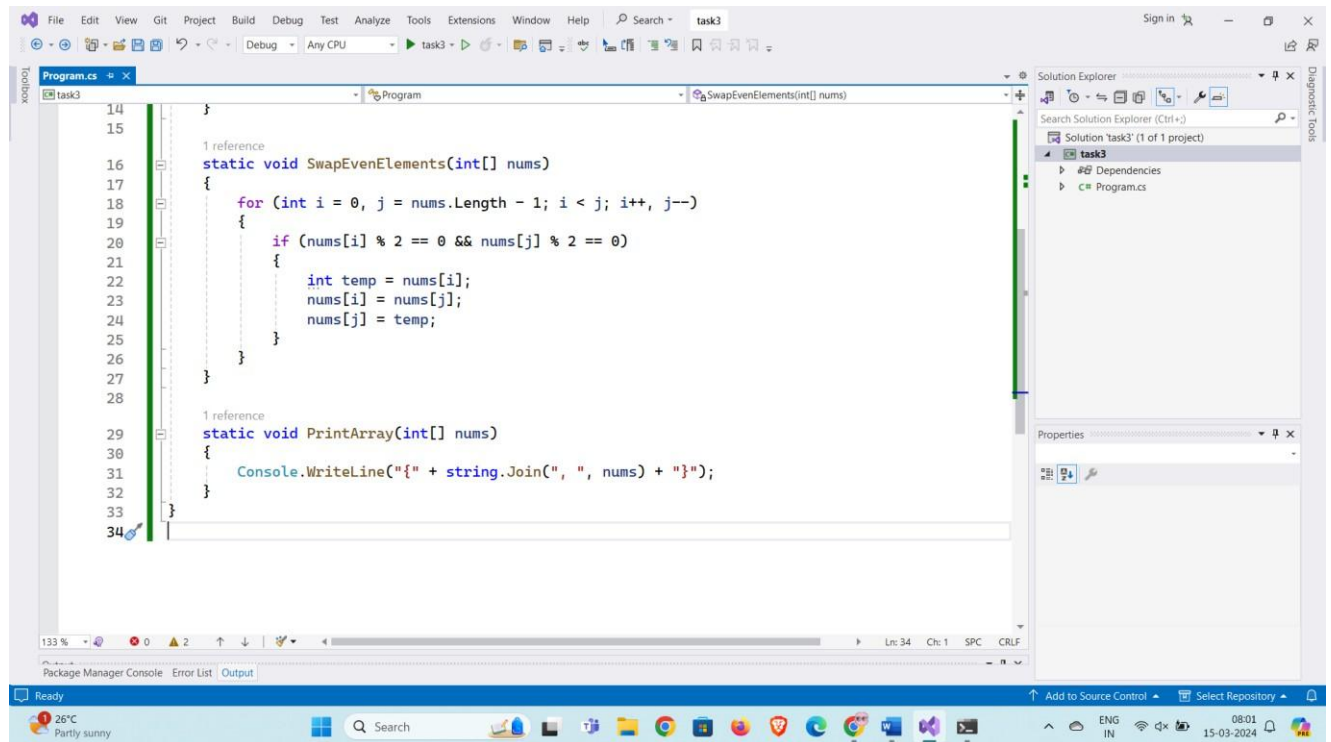 File Edit View Git Project Build Debug Test Analyze Tools Extensions Window Help Search task3 Sign in
Debug Any CPU task3
Toolbox
Program.cs
task3 Program SwapEvenElements(int[] nums)
14 }
15
1 reference
16 static void SwapEvenElements(int[] nums)
17 {
18 for (int i = 0, j = nums.Length - 1; i < j; i++, j--)
19 {
20 if (nums[i] % 2 == 0 && nums[j] % 2 == 0)
21 {
22 int temp = nums[i];
23 nums[i] = nums[j];
24 nums[j] = temp;
25 }
26 }
27 }
28
1 reference
29 static void PrintArray(int[] nums)
30 {
31 Console.WriteLine("{" + string.Join(", ", nums) + "}");
32 }
33 }
34
133 % 0 2 Ln: 34 Ch: 1 SPC CRLF
Package Manager Console Error List Output
Solution Explorer
Search Solution Explorer (Ctrl+;)
Solution 'task3' (1 of 1 project)
task3
Dependencies
C# Program.cs
Properties
Diagnostic Tools
Ready Add to Source Control Select Repository
1
26°C
Partly sunny
Search
ENG
IN
08:01
15-03-2024
PRE